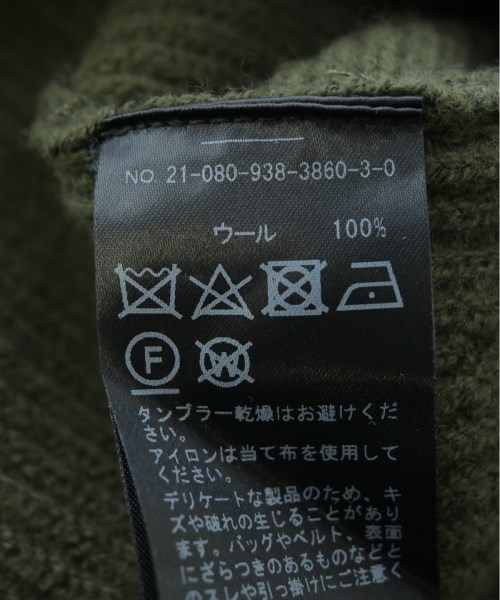 NO. 21-080-938-3860-3-0
ウール 100%
F W
タンブラー乾燥はお避けくだ
さい。
アイロンは当て布を使用して
ください。
デリケートな製品のため、キ
ズや破れの生じることがあり
ます。バッグやベルト、表面
にざらつきのあるものなどと
のスレや引っ掛けにご注意く